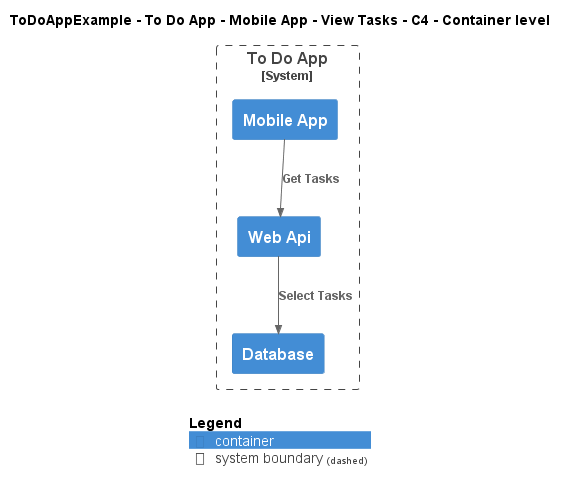 ToDoAppExample - To Do App - Mobile App - View Tasks - C4 - Container level
To Do App
[System]
Mobile App
Get Tasks
Web Api
Select Tasks
Database
Legend
container
system boundary (dashed)